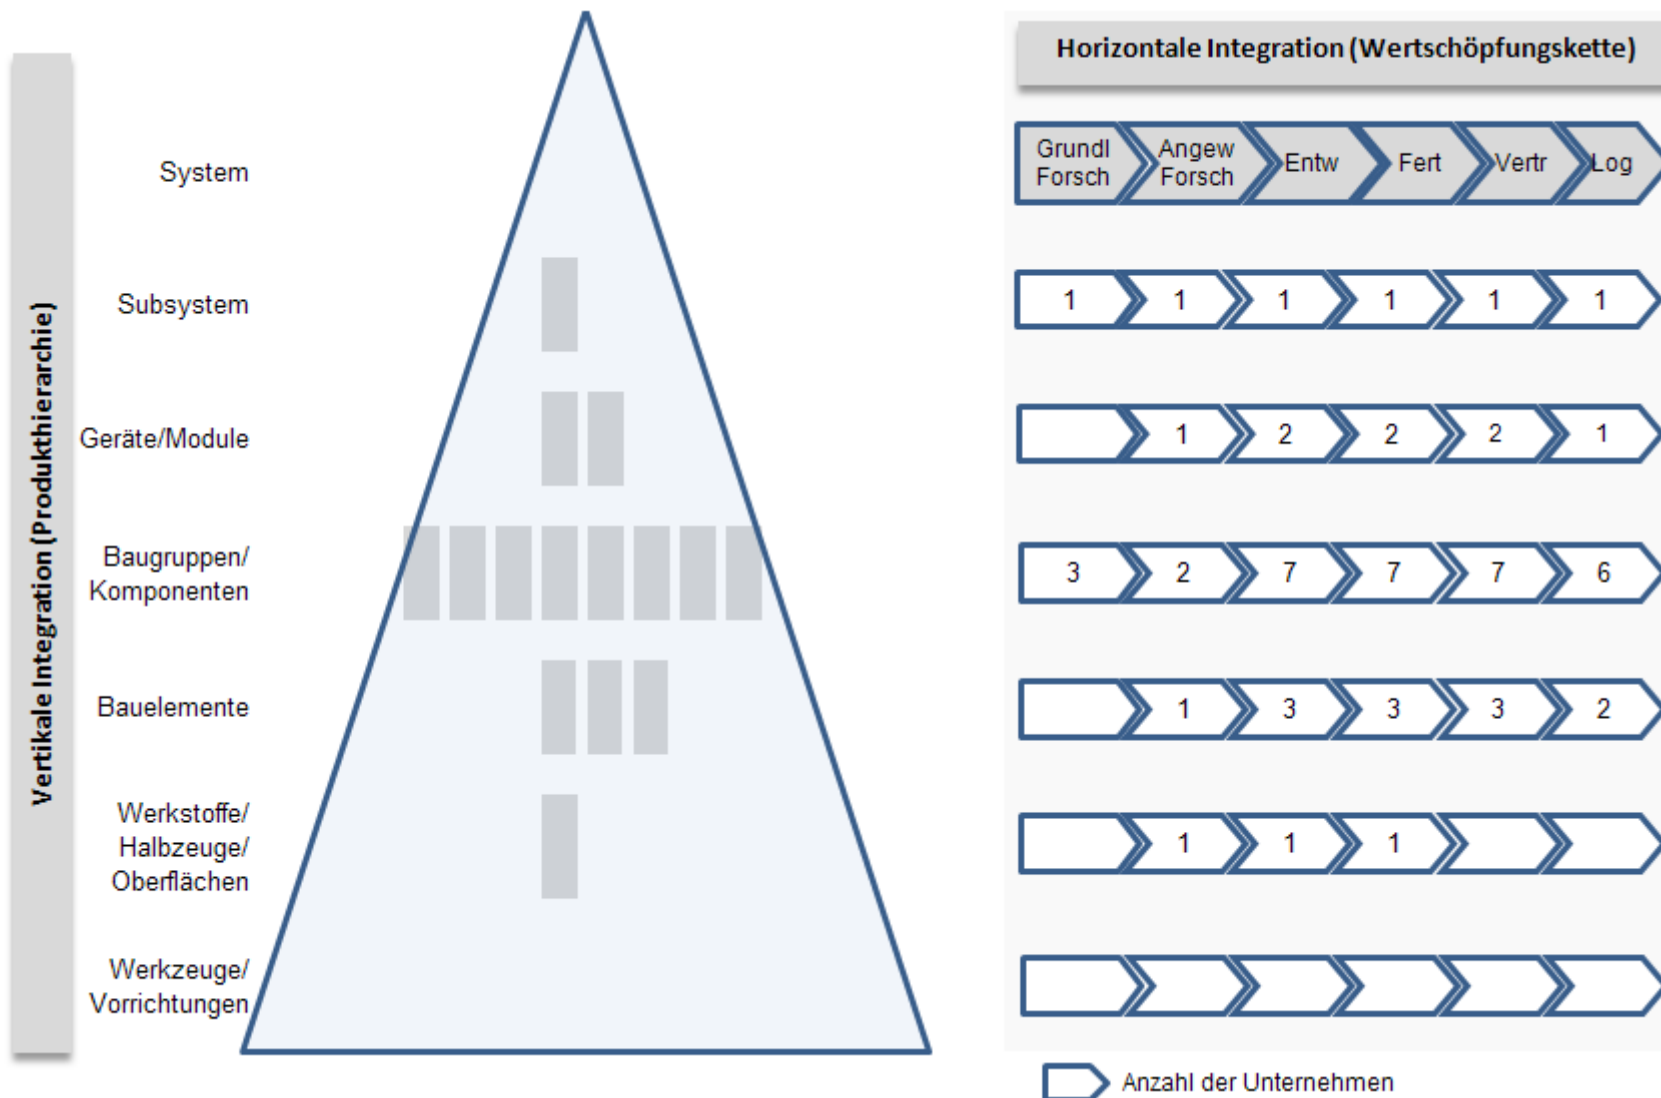 Horizontale Integration (Wertschöpfungskette)
Vertikale Integration (Produkthierarchie)
System
Grundl Forsch
Angew Forsch
Entw
Fert
Vertr
Log
Subsystem
1 1 1 1 1 1
Geräte/Module
1 2 2 2 1
Baugruppen/
Komponenten
3 2 7 7 7 6
Bauelemente
1 3 3 3 2
Werkstoffe/
Halbzeuge/
Oberflächen
1 1 1
Werkzeuge/
Vorrichtungen
Anzahl der Unternehmen